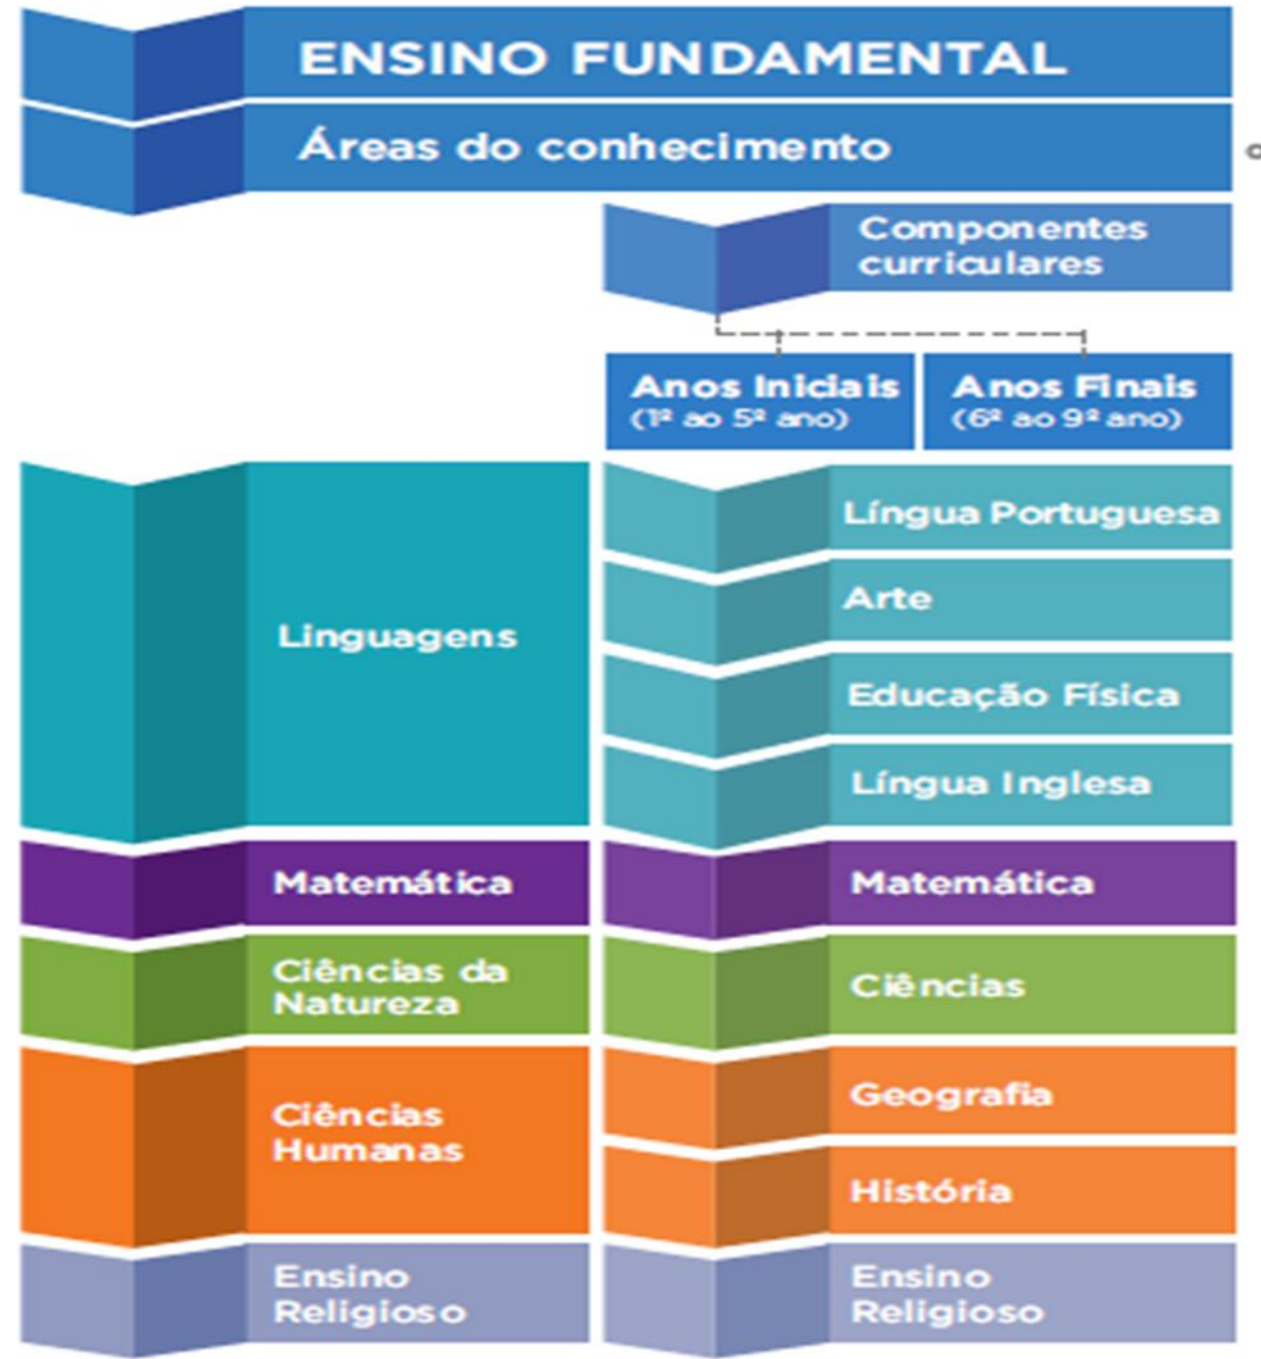 ENSINO FUNDAMENTAL
Áreas do conhecimento
Componentes
curriculares
Anos Iniciais
(1º ao 5º ano)
Anos Finais
(6º ao 9º ano)
Linguagens
Língua Portuguesa
Arte
Educação Física
Língua Inglesa
Matemática
Matemática
Ciências da
Natureza
Ciências
Ciências
Humanas
Geografia
História
Ensino
Religioso
Ensino
Religioso